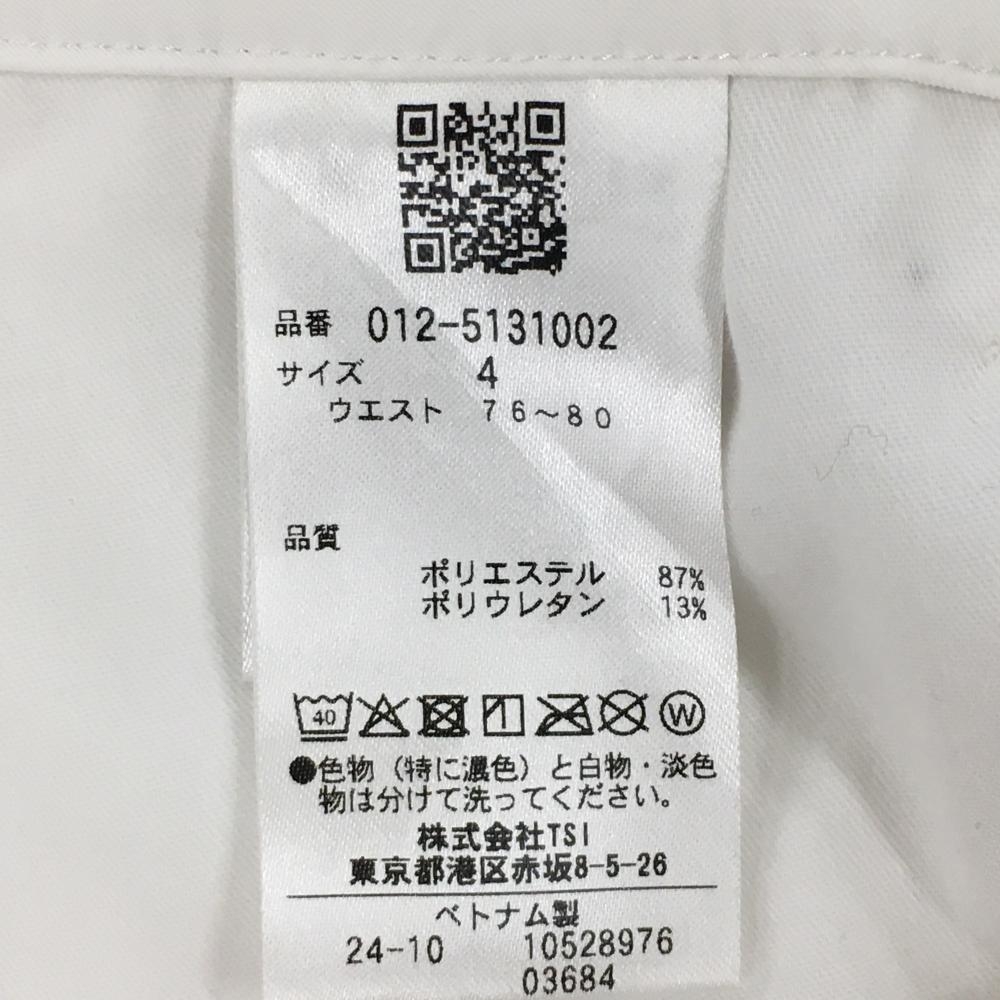 品番 012-5131002
サイズ 4
ウエスト 76～80
品質
ポリエステル 87%
ポリウレタン 13%
40 W
●色物（特に濃色）と白物・淡色
物は分けて洗ってください。
株式会社TSI
東京都港区赤坂8-5-26
ベトナム製
24-10 10528976
03684